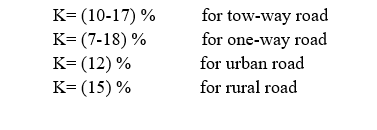 K= (10-17) % for tow-way road
K= (7-18) % for one-way road
K= (12) % for urban road
K= (15) % for rural road